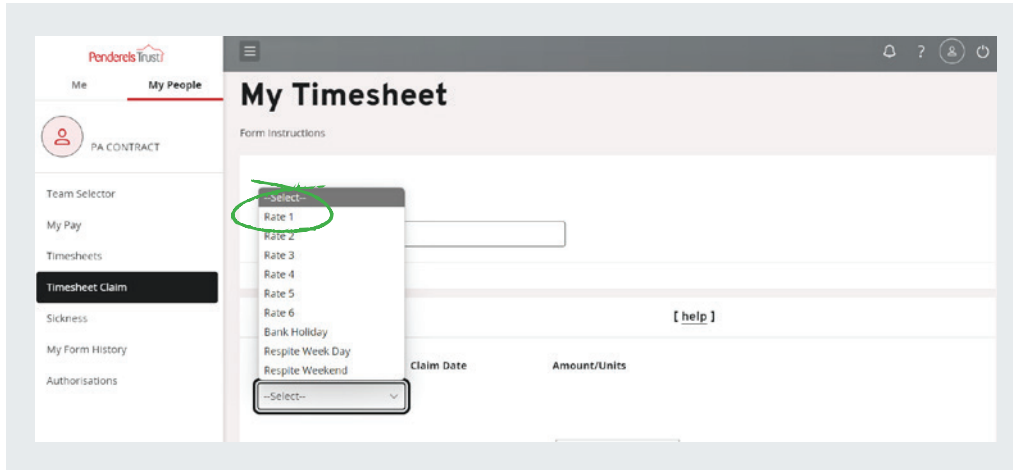 Penderels Trust
Me
My People
PA CONTRACT
Team Selector
My Pay
Timesheets
Timesheet Claim
Sickness
My Form History
Authorisations
?
My Timesheet
Form Instructions
--Select--
Rate 1
Rate 2
Rate 3
Rate 4
Rate 5
Rate 6
Bank Holiday
Respite Week Day
Respite Weekend
[ help ]
Claim Date
Amount/Units
--Select--